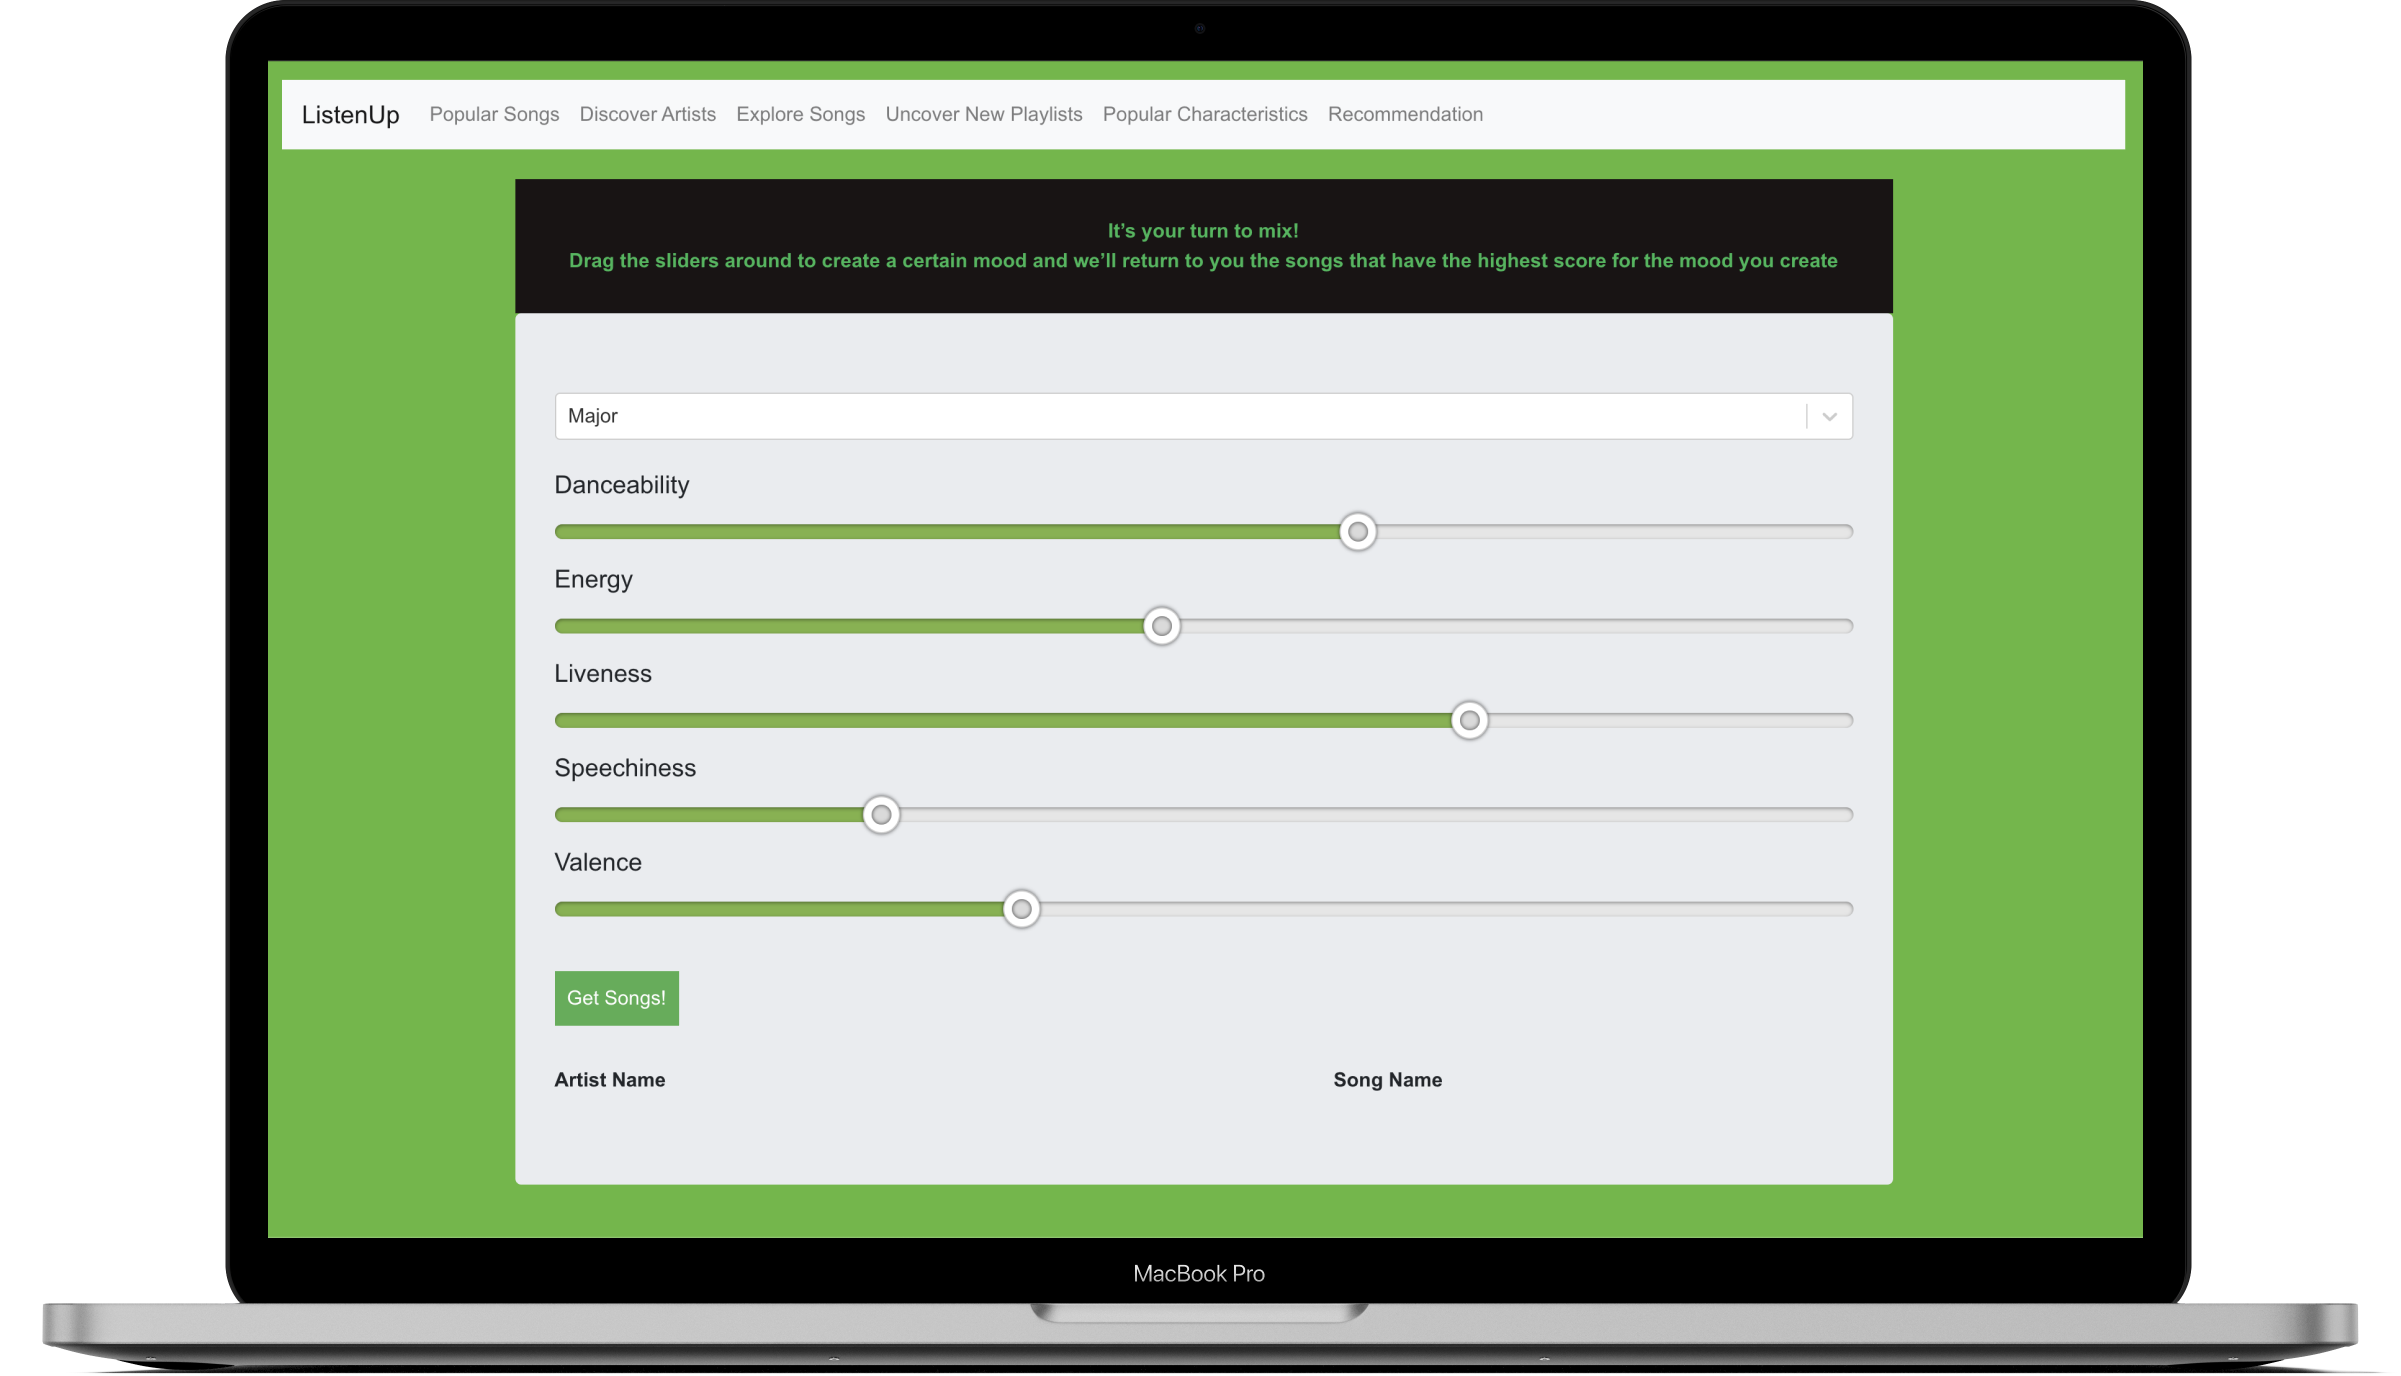 ListenUp Popular Songs Discover Artists Explore Songs Uncover New Playlists Popular Characteristics Recommendation
It’s your turn to mix!
Drag the sliders around to create a certain mood and we’ll return to you the songs that have the highest score for the mood you create
Major
Danceability
Energy
Liveness
Speechiness
Valence
Get Songs!
Artist Name Song Name
MacBook Pro